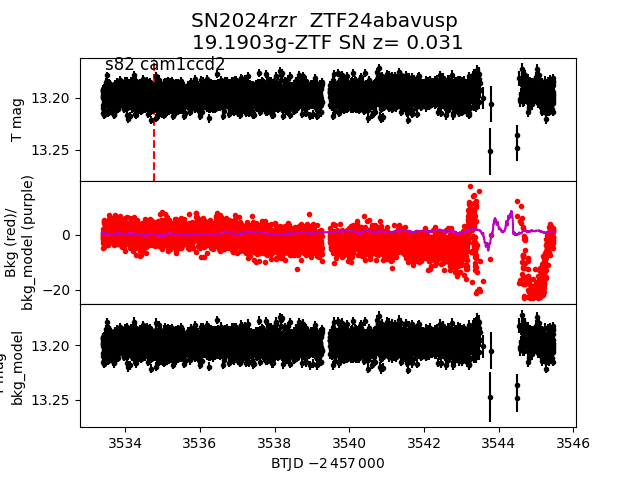 SN2024rzr  ZTF24abavusp
19.1903g-ZTF SN z= 0.031
s82 cam1ccd2
T mag
13.20
13.25
Bkg (red)/
bkg_model (purple)
0
−20
bkg_model
13.20
13.25
3534
3536
3538
3540
3542
3544
3546
BTJD −2 457 000